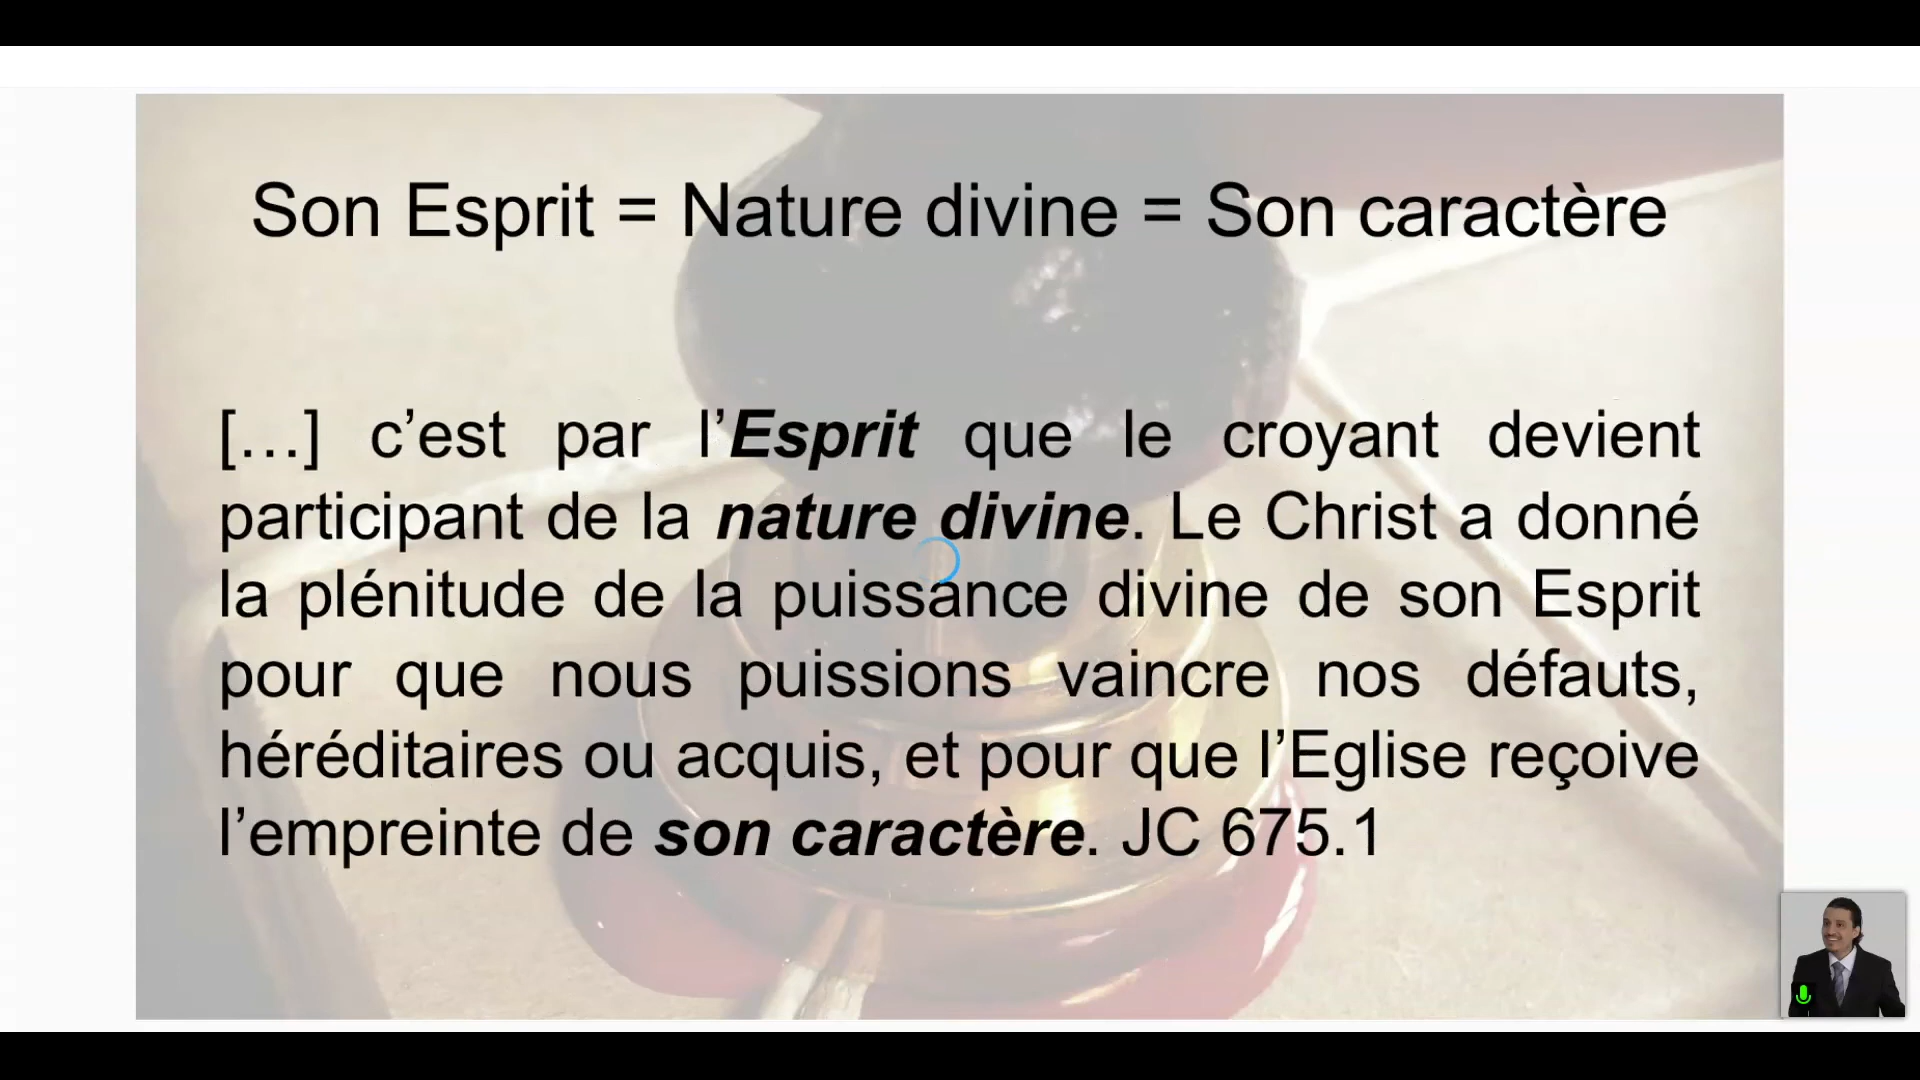 Son Esprit = Nature divine = Son caractère
[…] c’est par l’Esprit que le croyant devient
participant de la nature divine. Le Christ a donné
la plénitude de la puissance divine de son Esprit
pour que nous puissions vaincre nos défauts,
héréditaires ou acquis, et pour que l’Eglise reçoive
l’empreinte de son caractère. JC 675.1